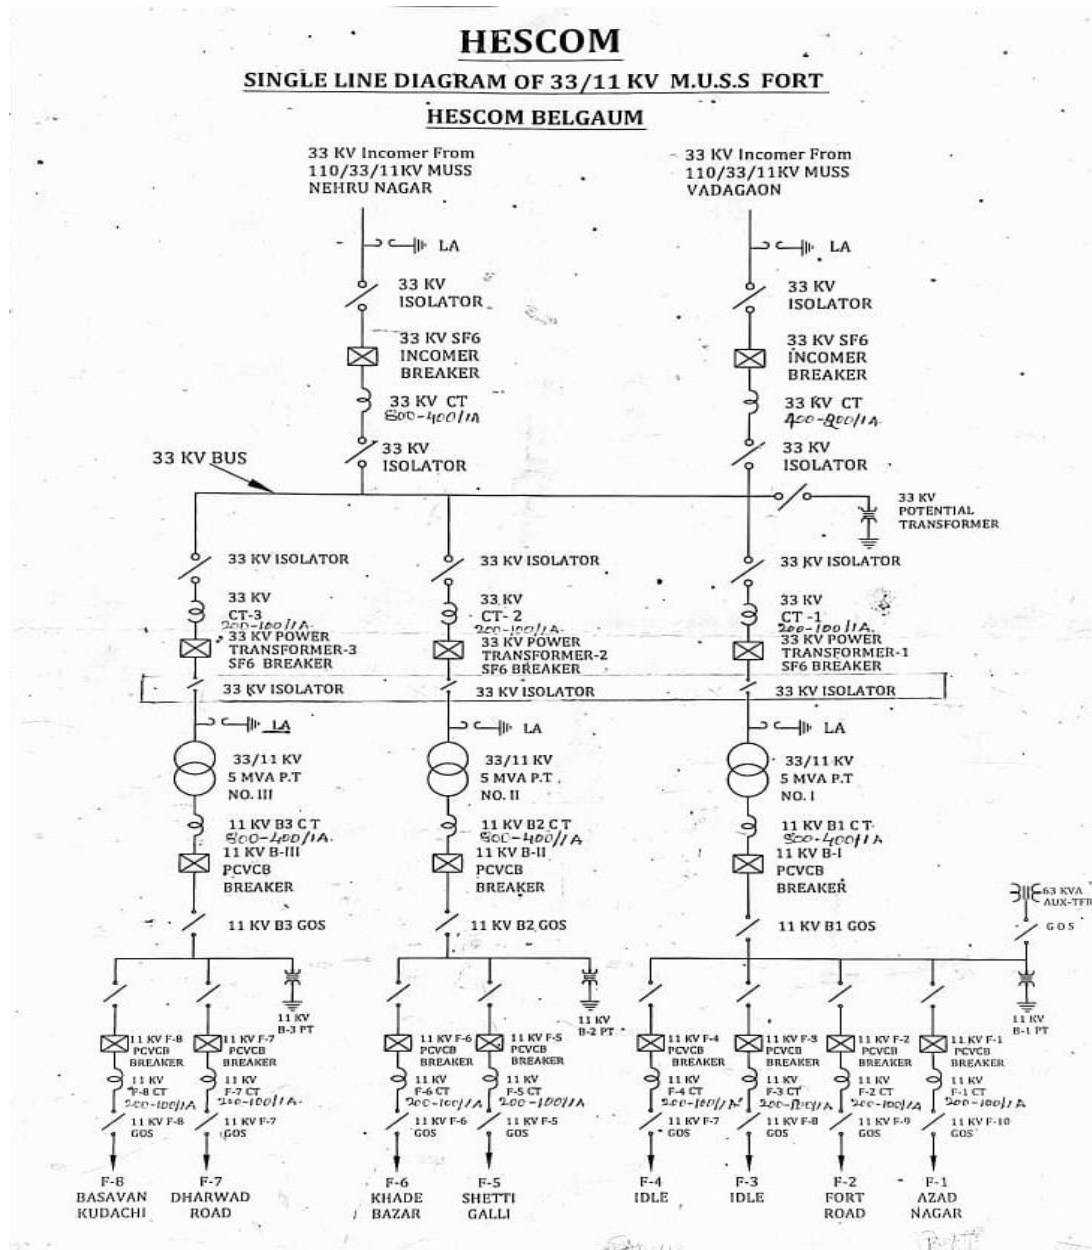 HESCOM
SINGLE LINE DIAGRAM OF 33/11 KV M.U.S.S FORT
HESCOM BELGAUM
33 KV Incomer From
110/33/11KV MUSS
NEHRU NAGAR
33 KV Incomer From
110/33/11KV MUSS
VADAGAON
LA
LA
33 KV
ISOLATOR
33 KV
ISOLATOR
33 KV SF6
INCOMER
BREAKER
33 KV SF6
INCOMER
BREAKER
33 KV CT
800-400/1A
33 KV CT
400-800/1A
33 KV
ISOLATOR
33 KV
ISOLATOR
33 KV BUS
33 KV
POTENTIAL
TRANSFORMER
33 KV ISOLATOR
33 KV ISOLATOR
33 KV ISOLATOR
33 KV
CT-3
200-100/1A.
33 KV POWER
TRANSFORMER-3
SF6 BREAKER
33 KV
CT- 2
200-100/1A.
33 KV POWER
TRANSFORMER-2
SF6 BREAKER
33 KV
CT -1
200-100/1A.
33 KV POWER
TRANSFORMER-1
SF6 BREAKER
33 KV ISOLATOR
33 KV ISOLATOR
33 KV ISOLATOR
LA
LA
LA
33/11 KV
5 MVA P.T
NO. III
33/11 KV
5 MVA P.T
NO. II
33/11 KV
5 MVA P.T
NO. I
11 KV B3 C T
800-400/1A.
11 KV B-III
PCVCB
BREAKER
11 KV B2 C T
800-400/1A
11 KV B-II
PCVCB
BREAKER
11 KV B1 C T
800-400/1A
11 KV B-I
PCVCB
BREAKER
63 KVA
AUX-TFR
G O S
11 KV B3 GOS
11 KV B2 GOS
11 KV B1 GOS
11 KV
B-3 PT
11 KV
B-2 PT
11 KV
B-1 PT
11 KV F-8
PCVCB
BREAKER
11 KV F-7
PCVCB
BREAKER
11 KV F-6
PCVCB
BREAKER
11 KV F-5
PCVCB
BREAKER
11 KV F-4
PCVCB
BREAKER
11 KV F-3
PCVCB
BREAKER
11 KV F-2
PCVCB
BREAKER
11 KV F-1
PCVCB
BREAKER
11 KV
F-8 CT
200-100/1A
11 KV
F-7 CT
200-100/1A.
11 KV
F-6 CT
200-100/1A
11 KV
F-5 CT
200-100/1A.
11 KV
F-4 CT
200-100/1A
11 KV
F-3 CT
200-100/1A
11 KV
F-2 CT
200-100/1A
11 KV
F-1 CT
200-100/1A
11 KV F-8
GOS
11 KV F-7
GOS
11 KV F-6
GOS
11 KV F-5
GOS
11 KV F-7
GOS
11 KV F-8
GOS
11 KV F-9
GOS
11 KV F-10
GOS
F-8
BASAVAN
KUDACHI
F-7
DHARWAD
ROAD
F-6
KHADE
BAZAR
F-5
SHETTI
GALLI
F-4
IDLE
F-3
IDLE
F-2
FORT
ROAD
F-1
AZAD
NAGAR